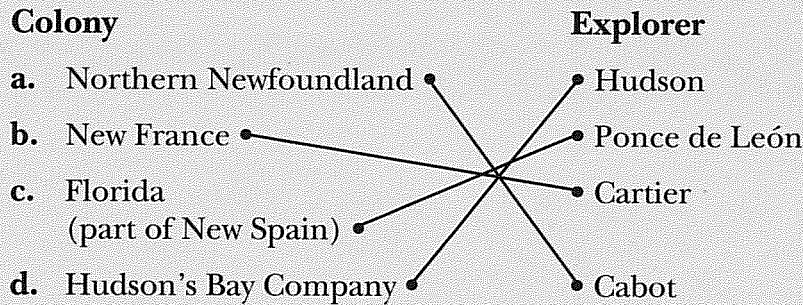 Colony Explorer
a. Northern Newfoundland Hudson
b. New France Ponce de León
c. Florida Cartier
(part of New Spain)
d. Hudson's Bay Company Cabot